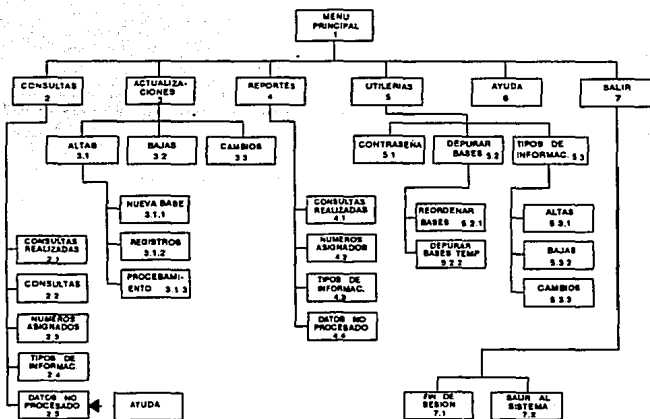 MENU
PRINCIPAL
1
CONSULTAS
2
ACTUALIZA-
CIONES
3
REPORTES
4
UTILERIAS
5
AYUDA
6
SALIR
7
ALTAS
3.1
BAJAS
3.2
CAMBIOS
3.3
CONTRASEÑA
5.1
DEPURAR
BASES 5.2
TIPOS DE
INFORMAC. 5.3
NUEVA BASE
3.1.1
REGISTROS
3.1.2
PROCESAMI-
ENTO 3.1.3
CONSULTAS
REALIZADAS
4.1
NUMEROS
ASIGNADOS
4.2
TIPOS DE
INFORMAC.
4.3
DATOS NO
PROCESADO
4.4
REORDENAR
BASES 5.2.1
DEPURAR
BASES TEMP
5.2.2
ALTAS
5.3.1
BAJAS
5.3.2
CAMBIOS
5.3.3
CONSULTAS
REALIZADAS
2.1
CONSULTAS
2.2
NUMEROS
ASIGNADOS
2.3
TIPOS DE
INFORMAC.
2.4
DATOS NO
PROCESADO
2.5
AYUDA
FIN DE
SESION
7.1
SALIR AL
SISTEMA
7.2